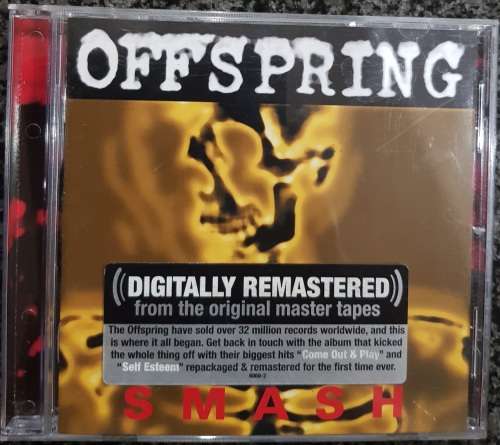 OFFSPRING
((DIGITALLY REMASTERED))
from the original master tapes
The Offspring have sold over 32 million records worldwide, and this
is where it all began. Get back in touch with the album that kicked
the whole thing off with their biggest hits "Come Out & Play" and
"Self Esteem" repackaged & remastered for the first time ever.
6868-2
SMASH